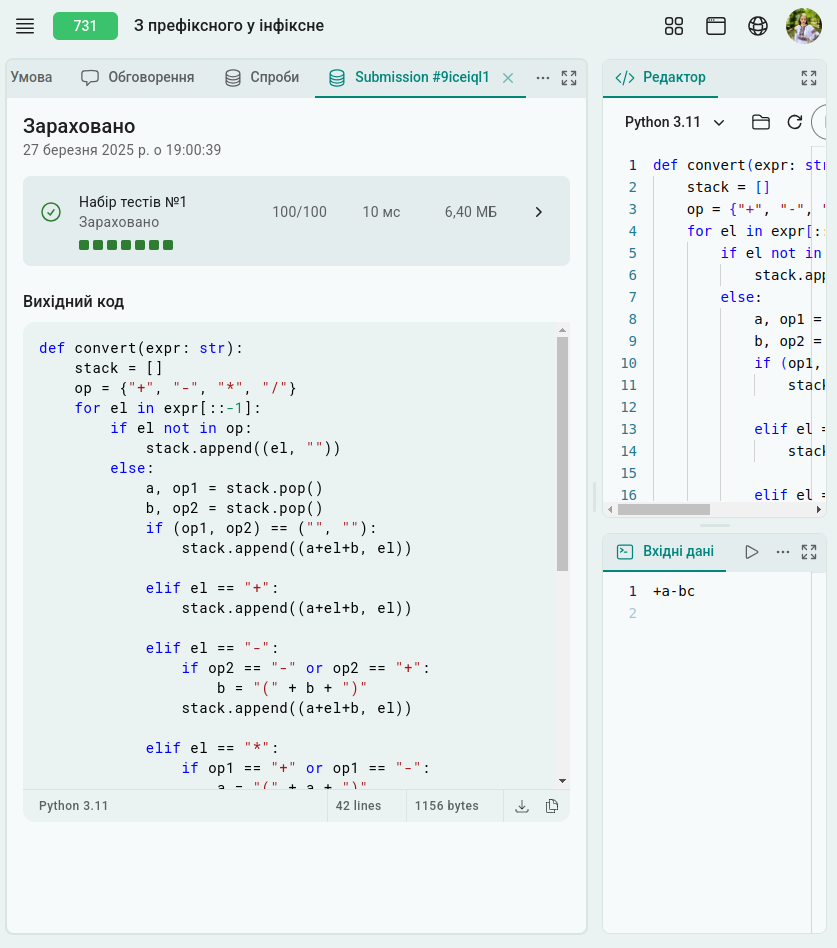 731 З префіксного у інфіксне
Умова Обговорення Спроби Submission #9iceiql1
Зараховано
27 березня 2025 р. о 19:00:39
Набір тестів №1
Зараховано
100/100 10 мс 6,40 МБ
Вихідний код
def convert(expr: str):
    stack = []
    op = {"+", "-", "*", "/"}
    for el in expr[::-1]:
        if el not in op:
            stack.append((el, ""))
        else:
            a, op1 = stack.pop()
            b, op2 = stack.pop()
            if (op1, op2) == ("", ""):
                stack.append((a+el+b, el))
            elif el == "+":
                stack.append((a+el+b, el))
            elif el == "-":
                if op2 == "-" or op2 == "+":
                    b = "(" + b + ")"
                stack.append((a+el+b, el))
            elif el == "*":
                if op1 == "+" or op1 == "-":
                    a = "(" + a + ")"
Python 3.11 42 lines 1156 bytes
Редактор
Python 3.11
1 def convert(expr: str
2     stack = []
3     op = {"+", "-", "
4     for el in expr[:
5         if el not in
6             stack.app
7         else:
8             a, op1 =
9             b, op2 =
10             if (op1,
11                 stack
12
13             elif el =
14                 stack
15
16             elif el =
Вхідні дані
1 +a-bc
2